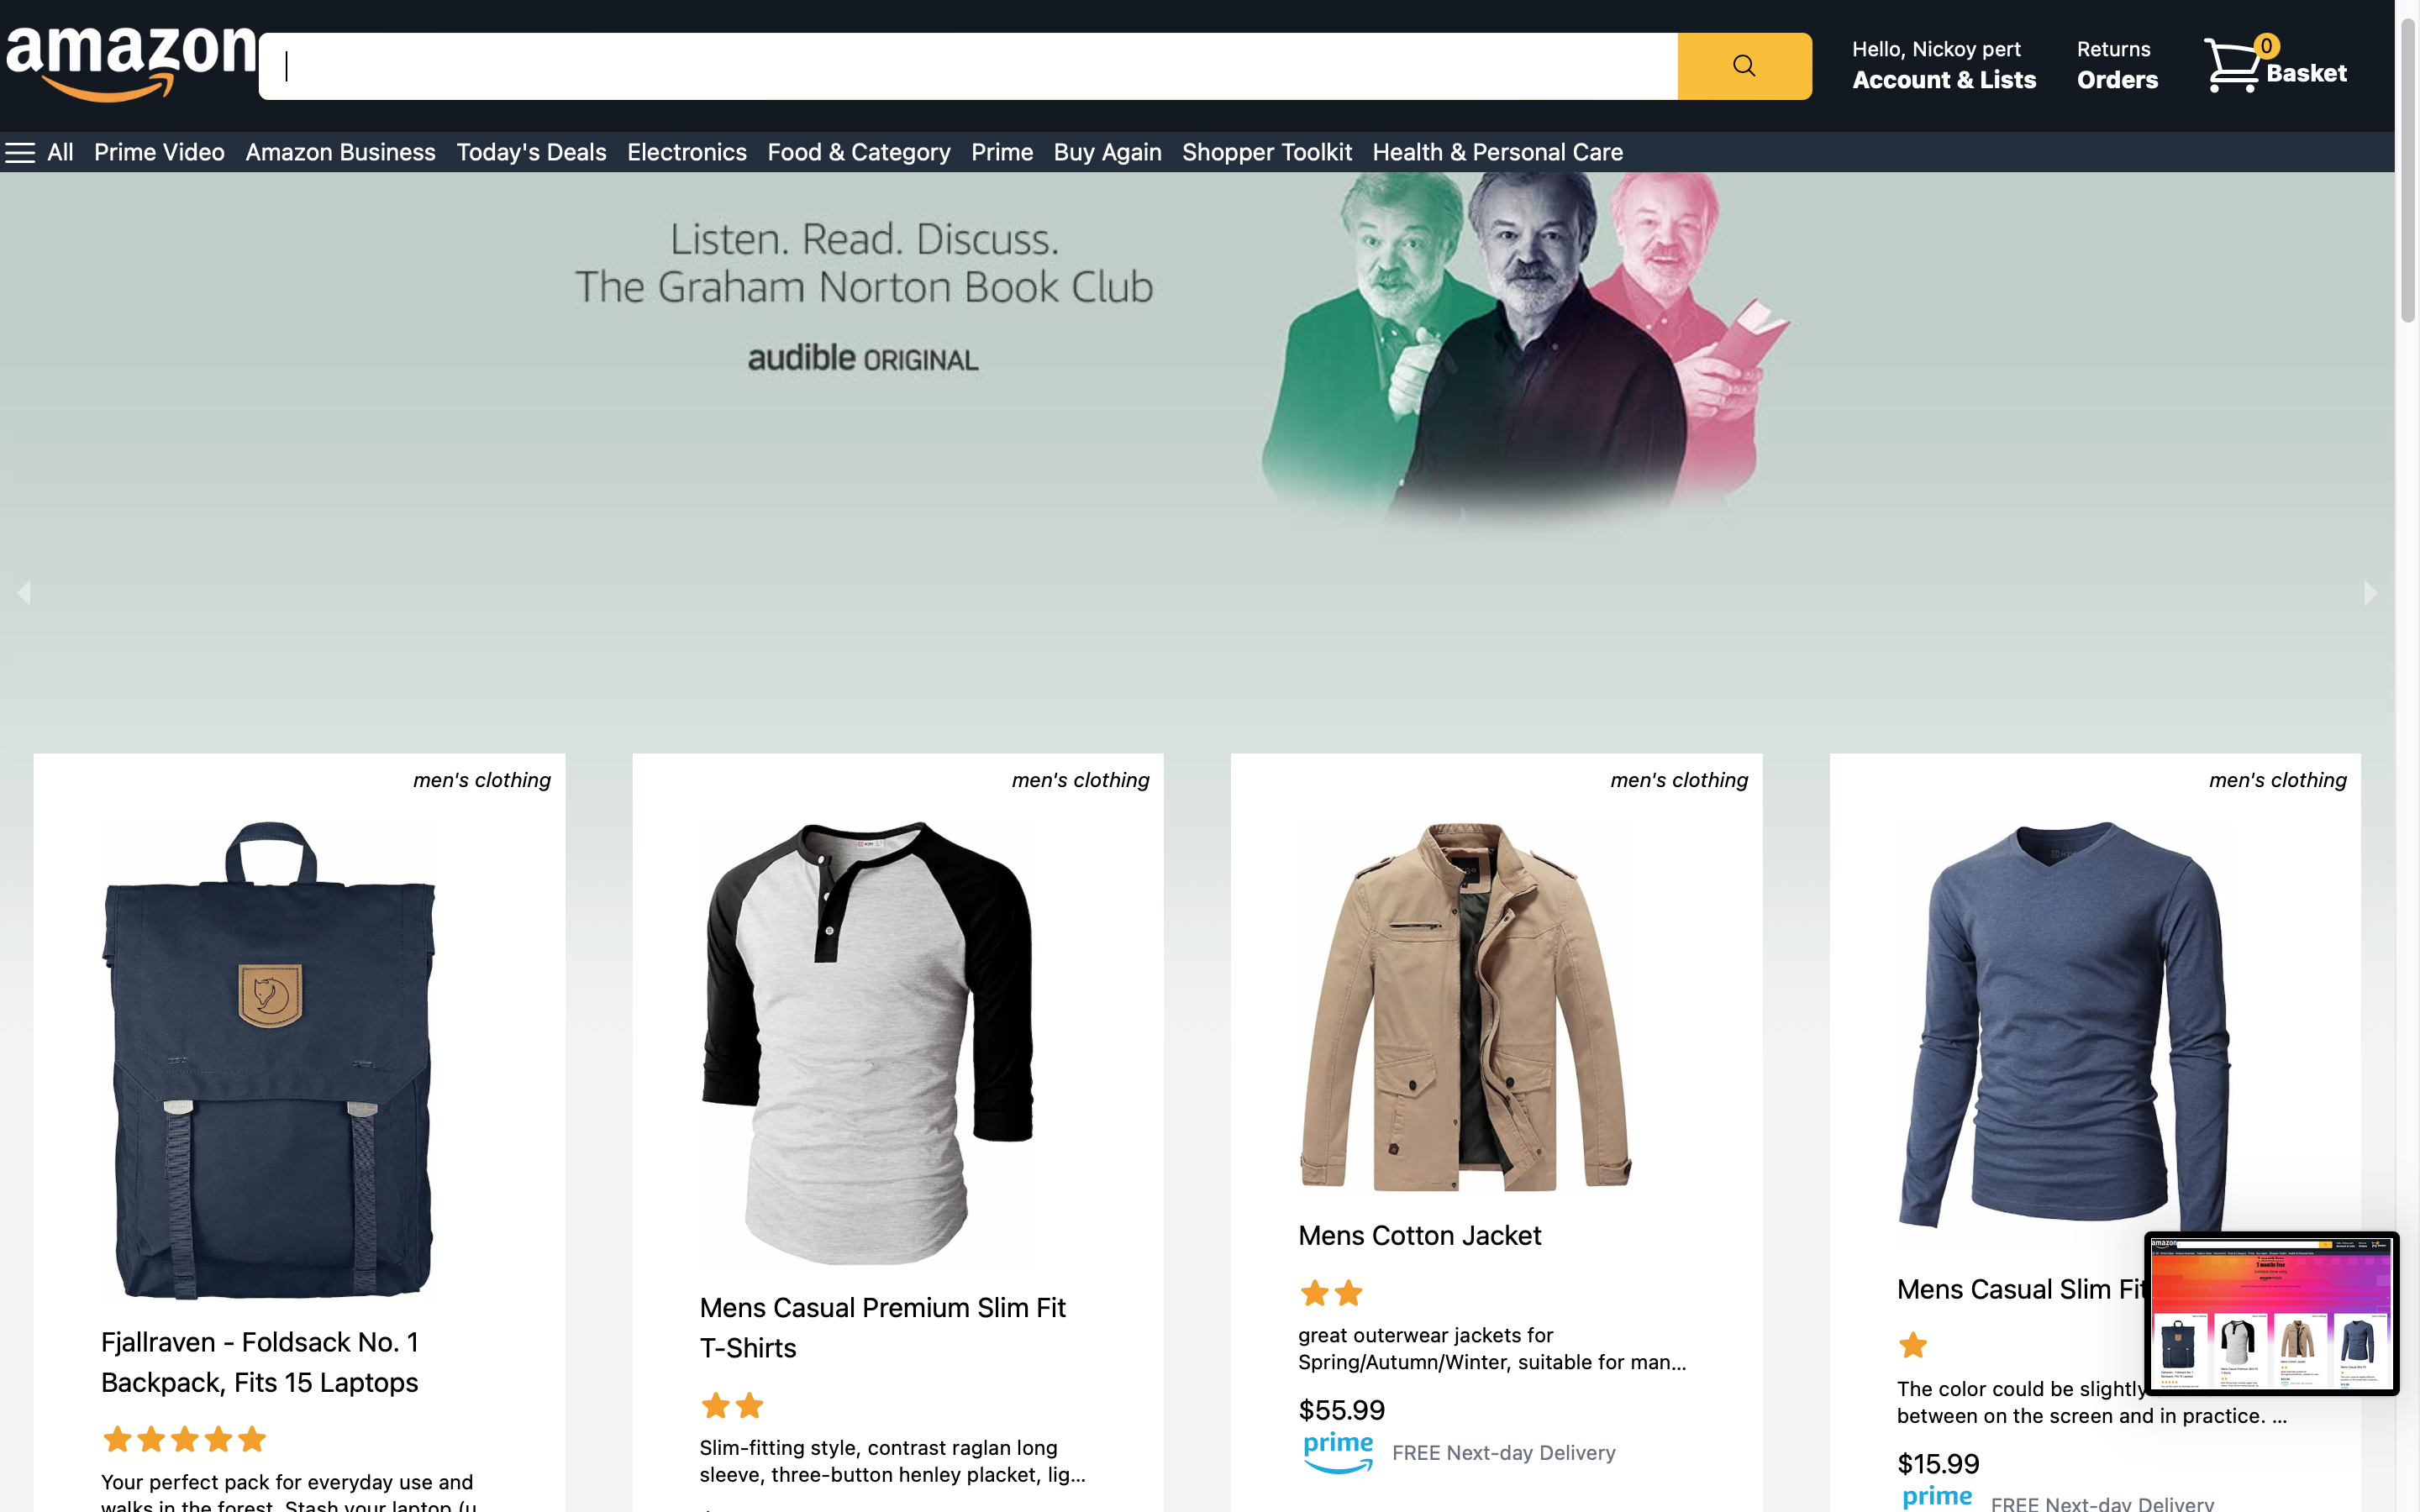 amazon
Hello, Nickoy pert
Account & Lists
Returns
Orders
0
Basket
All Prime Video Amazon Business Today's Deals Electronics Food & Category Prime Buy Again Shopper Toolkit Health & Personal Care
Listen. Read. Discuss.
The Graham Norton Book Club
audible ORIGINAL
men's clothing
Fjallraven - Foldsack No. 1
Backpack, Fits 15 Laptops
Your perfect pack for everyday use and
walks in the forest. Stash your laptop (u
men's clothing
Mens Casual Premium Slim Fit
T-Shirts
Slim-fitting style, contrast raglan long
sleeve, three-button henley placket, lig...
men's clothing
Mens Cotton Jacket
great outerwear jackets for
Spring/Autumn/Winter, suitable for man...
$55.99
prime FREE Next-day Delivery
men's clothing
Mens Casual Slim Fit
The color could be slightly
between on the screen and in practice. ...
$15.99
prime FREE Next-day Delivery
amazon
3 months free